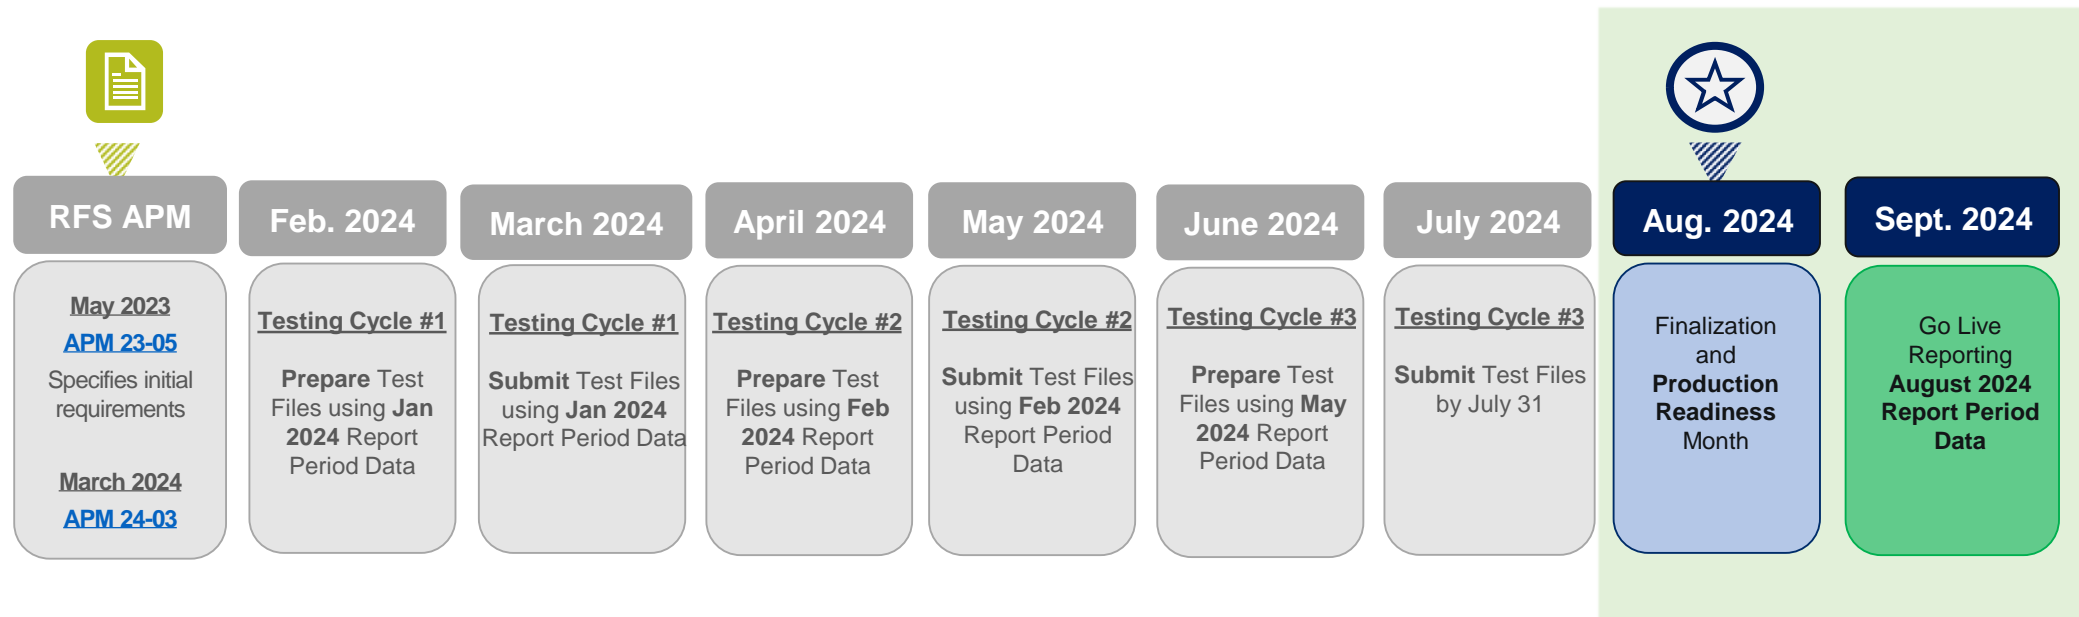 RFS APM
May 2023
APM 23-05
Specifies initial
requirements
March 2024
APM 24-03
Feb. 2024
Testing Cycle #1
Prepare Test
Files using Jan
2024 Report
Period Data
March 2024
Testing Cycle #1
Submit Test Files
using Jan 2024
Report Period Data
April 2024
Testing Cycle #2
Prepare Test
Files using Feb
2024 Report
Period Data
May 2024
Testing Cycle #2
Submit Test Files
using Feb 2024
Report Period
Data
June 2024
Testing Cycle #3
Prepare Test
Files using May
2024 Report
Period Data
July 2024
Testing Cycle #3
Submit Test Files
by July 31
Aug. 2024
Finalization
and
Production
Readiness
Month
Sept. 2024
Go Live
Reporting
August 2024
Report Period
Data